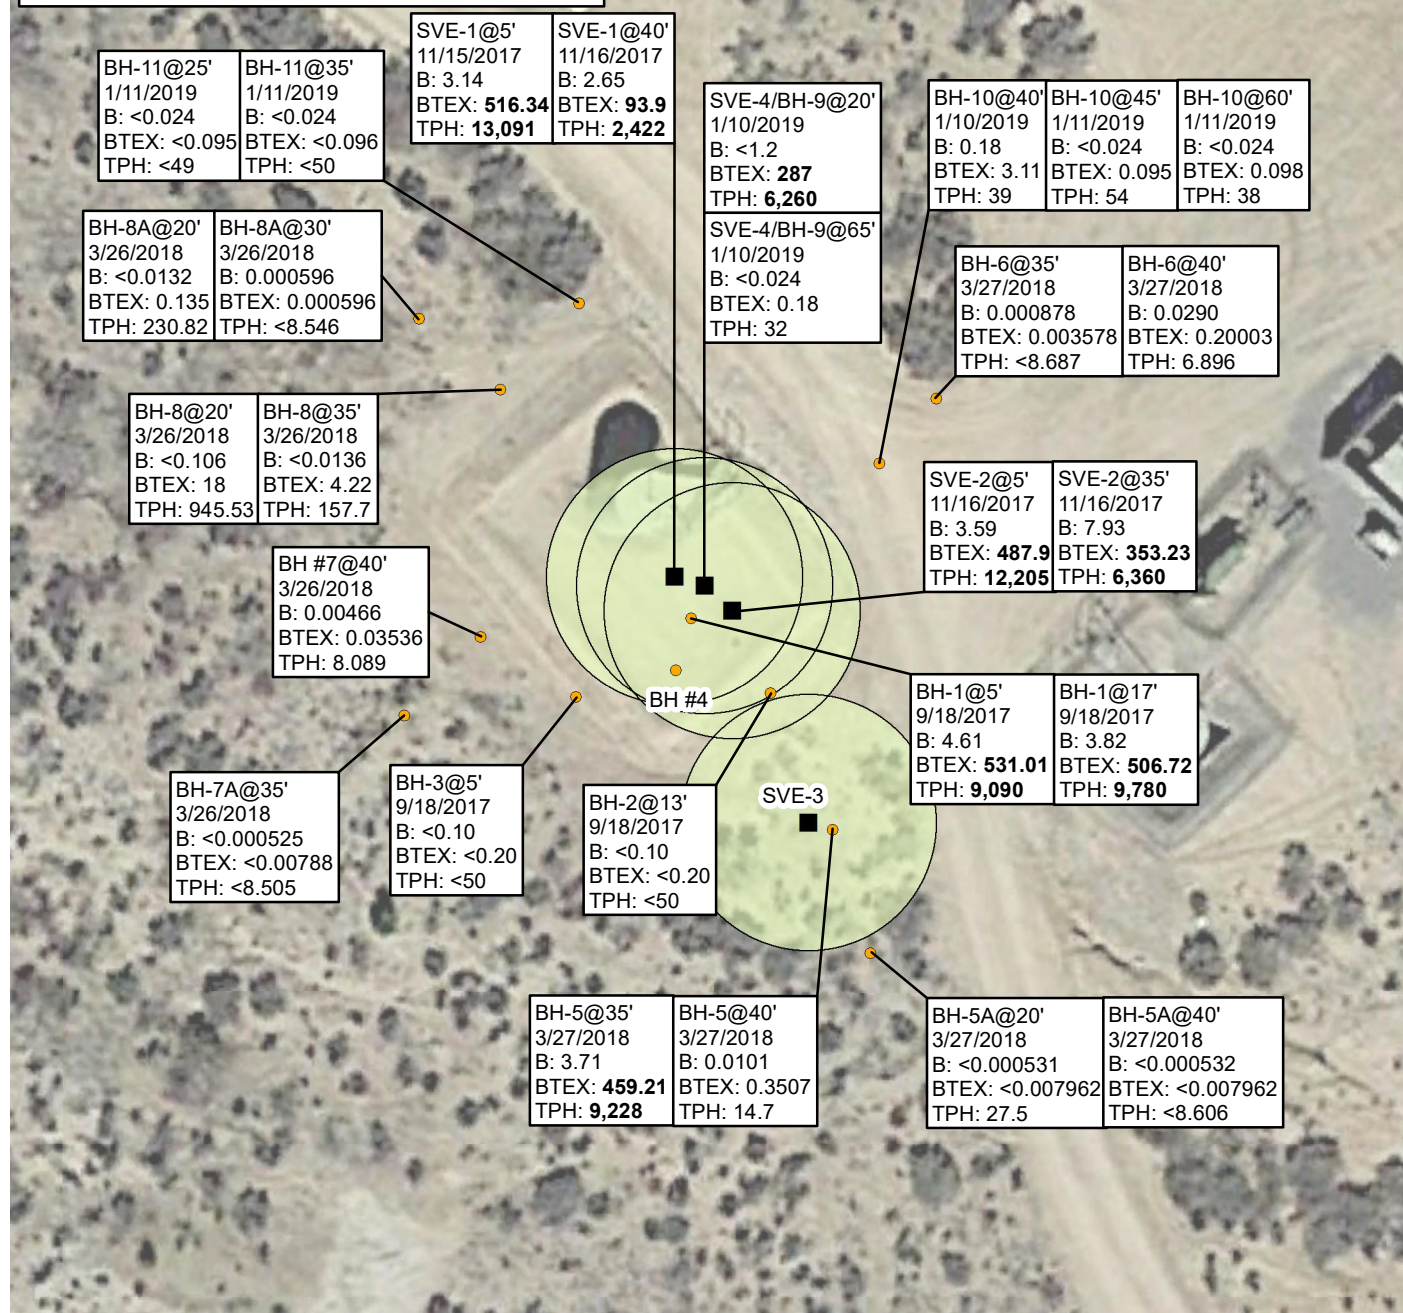 SVE-1@5'
11/15/2017
B: 3.14
BTEX: 516.34
TPH: 13,091
SVE-1@40'
11/16/2017
B: 2.65
BTEX: 93.9
TPH: 2,422
BH-11@25'
1/11/2019
B: <0.024
BTEX: <0.095
TPH: <49
BH-11@35'
1/11/2019
B: <0.024
BTEX: <0.096
TPH: <50
SVE-4/BH-9@20'
1/10/2019
B: <1.2
BTEX: 287
TPH: 6,260
SVE-4/BH-9@65'
1/10/2019
B: <0.024
BTEX: 0.18
TPH: 32
BH-10@40'
1/10/2019
B: 0.18
BTEX: 3.11
TPH: 39
BH-10@45'
1/11/2019
B: <0.024
BTEX: 0.095
TPH: 54
BH-10@60'
1/11/2019
B: <0.024
BTEX: 0.098
TPH: 38
BH-8A@20'
3/26/2018
B: <0.0132
BTEX: 0.135
TPH: 230.82
BH-8A@30'
3/26/2018
B: 0.000596
BTEX: 0.000596
TPH: <8.546
BH-6@35'
3/27/2018
B: 0.000878
BTEX: 0.003578
TPH: <8.687
BH-6@40'
3/27/2018
B: 0.0290
BTEX: 0.20003
TPH: 6.896
BH-8@20'
3/26/2018
B: <0.106
BTEX: 18
TPH: 945.53
BH-8@35'
3/26/2018
B: <0.0136
BTEX: 4.22
TPH: 157.7
SVE-2@5'
11/16/2017
B: 3.59
BTEX: 487.9
TPH: 12,205
SVE-2@35'
11/16/2017
B: 7.93
BTEX: 353.23
TPH: 6,360
BH #7@40'
3/26/2018
B: 0.00466
BTEX: 0.03536
TPH: 8.089
BH #4
BH-1@5'
9/18/2017
B: 4.61
BTEX: 531.01
TPH: 9,090
BH-1@17'
9/18/2017
B: 3.82
BTEX: 506.72
TPH: 9,780
BH-7A@35'
3/26/2018
B: <0.000525
BTEX: <0.00788
TPH: <8.505
BH-3@5'
9/18/2017
B: <0.10
BTEX: <0.20
TPH: <50
BH-2@13'
9/18/2017
B: <0.10
BTEX: <0.20
TPH: <50
SVE-3
BH-5@35'
3/27/2018
B: 3.71
BTEX: 459.21
TPH: 9,228
BH-5@40'
3/27/2018
B: 0.0101
BTEX: 0.3507
TPH: 14.7
BH-5A@20'
3/27/2018
B: <0.000531
BTEX: <0.007962
TPH: 27.5
BH-5A@40'
3/27/2018
B: <0.000532
BTEX: <0.007962
TPH: <8.606